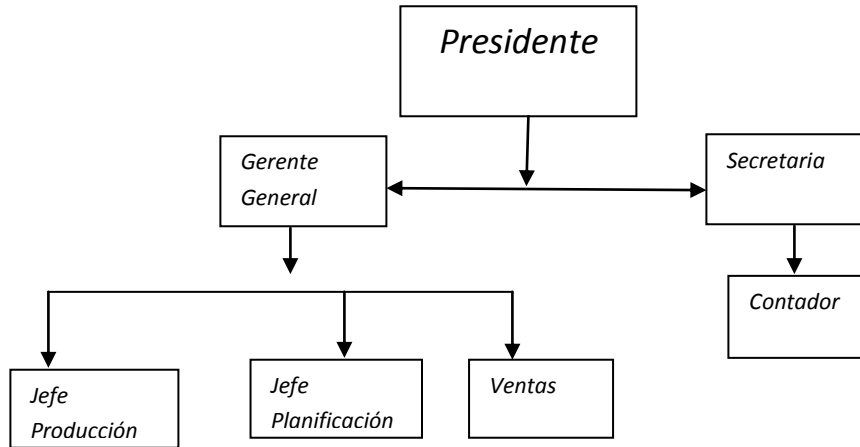 Presidente
Gerente
General
Secretaria
Contador
Jefe
Producción
Jefe
Planificación
Ventas